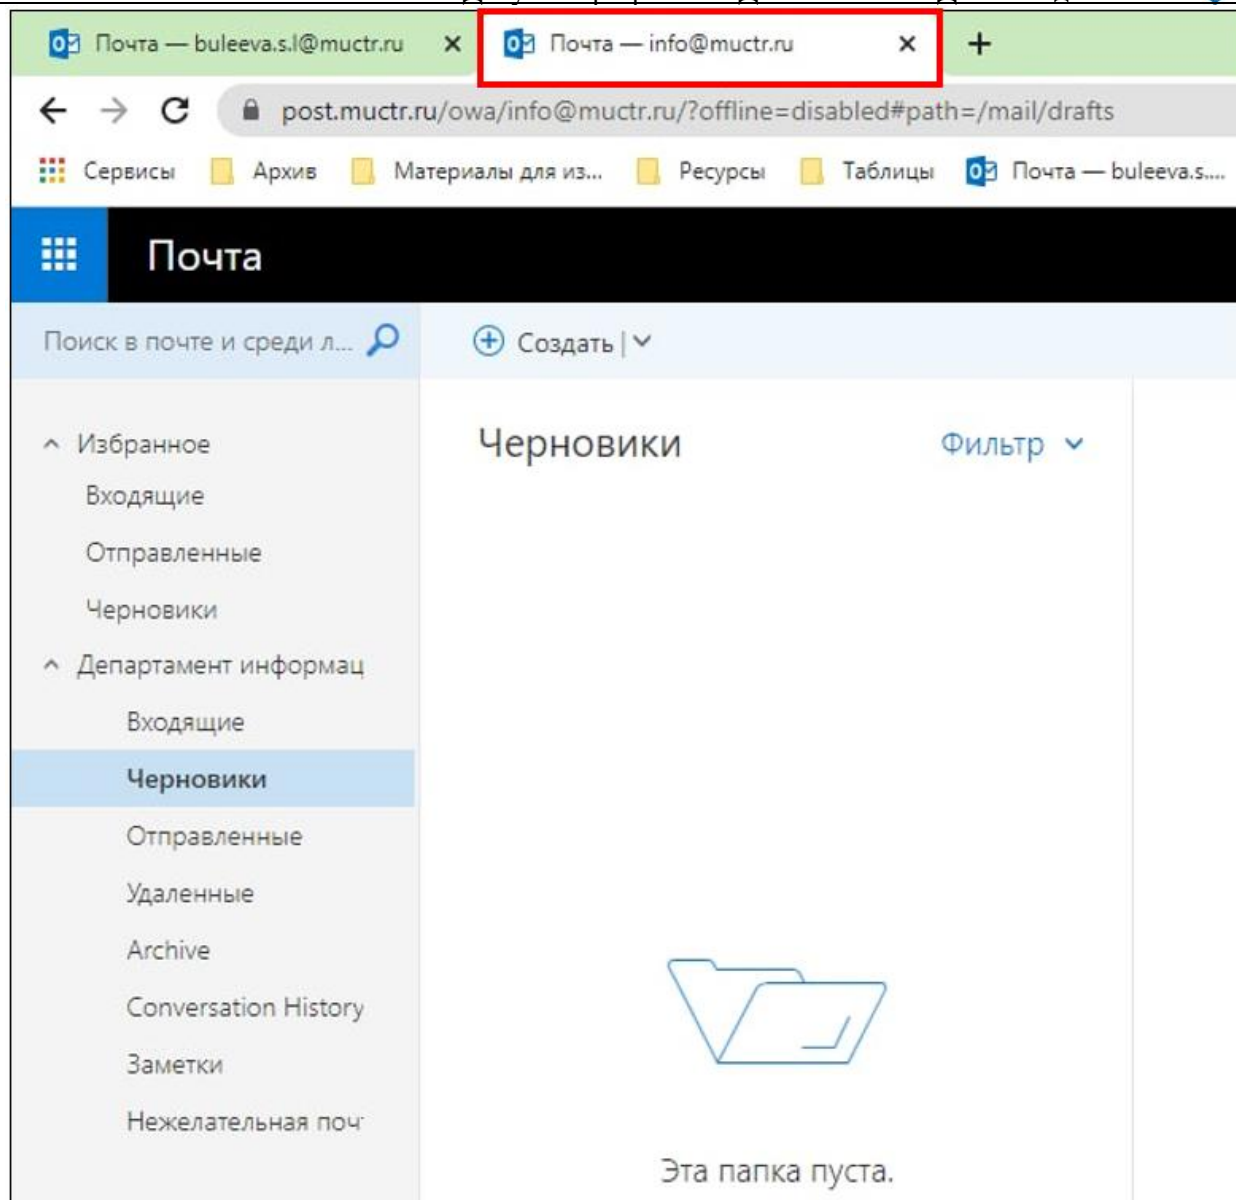 Почта — buleeva.s.l@muctr.ru
Почта — info@muctr.ru
post.muctr.ru/owa/info@muctr.ru/?offline=disabled#path=/mail/drafts
Сервисы Архив Материалы для из... Ресурсы Таблицы Почта — buleeva.s....
Почта
Поиск в почте и среди л... Создать
Избранное
Черновики Фильтр
Входящие
Отправленные
Черновики
Департамент информац
Входящие
Черновики
Отправленные
Удаленные
Archive
Conversation History
Заметки
Нежелательная поч
Эта папка пуста.